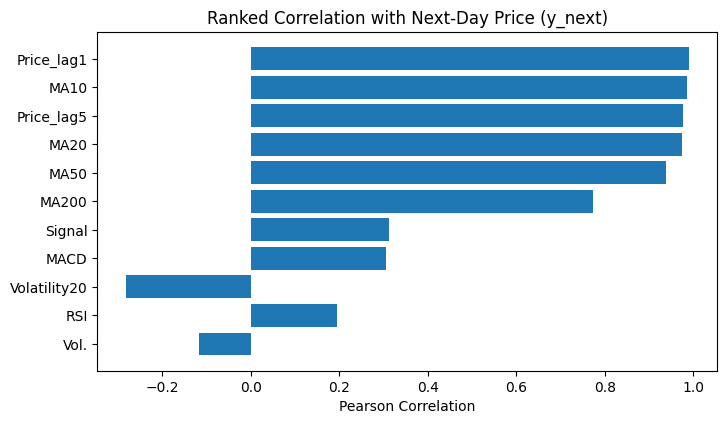 Ranked Correlation with Next-Day Price (y_next)
Price_lag1
MA10
Price_lag5
MA20
MA50
MA200
Signal
MACD
Volatility20
RSI
Vol.
−0.2 0.0 0.2 0.4 0.6 0.8 1.0
Pearson Correlation